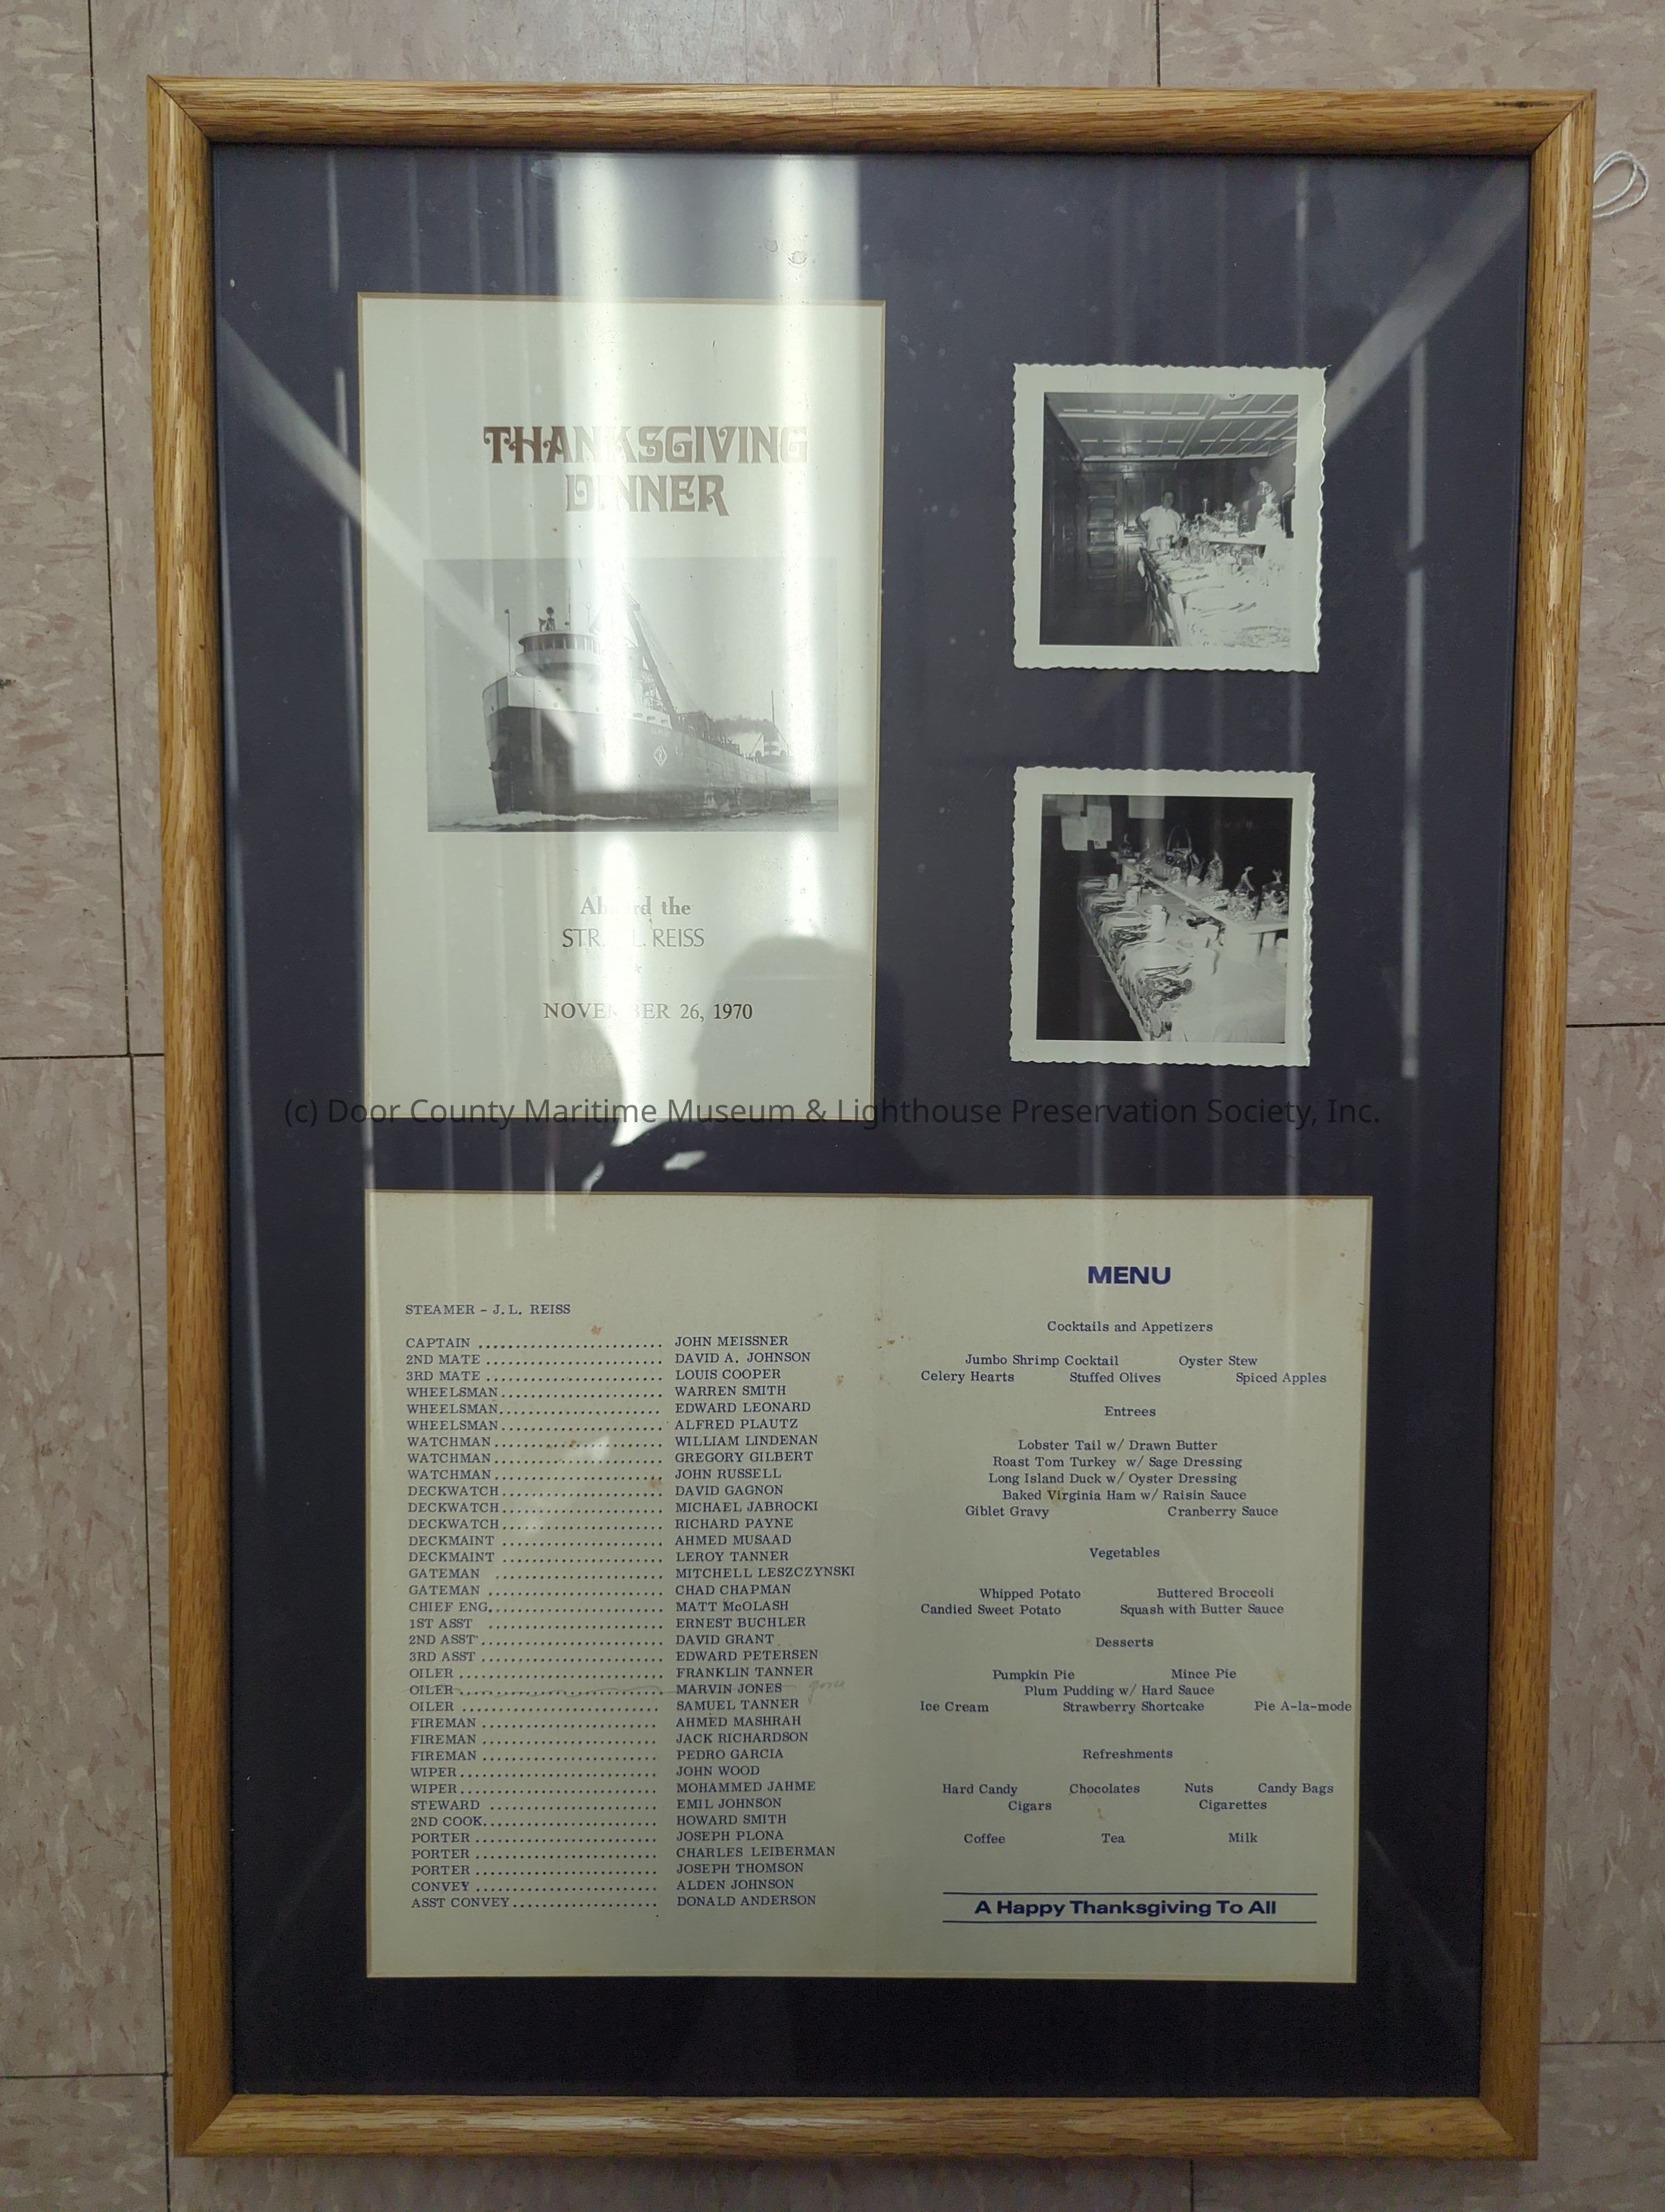 THANKSGIVING
DINNER
Aboard the
STR. J. L. REISS
NOVEMBER 26, 1970
(c) Door County Maritime Museum & Lighthouse Preservation Society, Inc.
STEAMER - J. L. REISS
CAPTAIN .......................... JOHN MEISSNER
2ND MATE ......................... DAVID A. JOHNSON
3RD MATE ......................... LOUIS COOPER
WHEELSMAN....................... WARREN SMITH
WHEELSMAN....................... EDWARD LEONARD
WHEELSMAN....................... ALFRED PLAUTZ
WATCHMAN........................ WILLIAM LINDENAN
WATCHMAN........................ GREGORY GILBERT
WATCHMAN........................ JOHN RUSSELL
DECKWATCH....................... DAVID GAGNON
DECKWATCH....................... MICHAEL JABROCKI
DECKWATCH....................... RICHARD PAYNE
DECKMAINT ....................... AHMED MUSAAD
DECKMAINT ....................... LEROY TANNER
GATEMAN ........................ MITCHELL LESZCZYNSKI
GATEMAN ......................... CHAD CHAPMAN
CHIEF ENG......................... MATT McOLASH
1ST ASST ......................... ERNEST BUCHLER
2ND ASST.......................... DAVID GRANT
3RD ASST .......................... EDWARD PETERSEN
OILER ............................. FRANKLIN TANNER
OILER ............................. MARVIN JONES gone
OILER ............................ SAMUEL TANNER
FIREMAN ......................... AHMED MASHRAH
FIREMAN ......................... JACK RICHARDSON
FIREMAN ......................... PEDRO GARCIA
WIPER............................ JOHN WOOD
WIPER............................ MOHAMMED JAHME
STEWARD ........................ EMIL JOHNSON
2ND COOK......................... HOWARD SMITH
PORTER .......................... JOSEPH PLONA
PORTER .......................... CHARLES LEIBERMAN
PORTER .......................... JOSEPH THOMSON
CONVEY .......................... ALDEN JOHNSON
ASST CONVEY..................... DONALD ANDERSON
MENU
Cocktails and Appetizers
Jumbo Shrimp Cocktail Oyster Stew
Celery Hearts Stuffed Olives Spiced Apples
Entrees
Lobster Tail w/ Drawn Butter
Roast Tom Turkey w/ Sage Dressing
Long Island Duck w/ Oyster Dressing
Baked Virginia Ham w/ Raisin Sauce
Giblet Gravy Cranberry Sauce
Vegetables
Whipped Potato Buttered Broccoli
Candied Sweet Potato Squash with Butter Sauce
Desserts
Pumpkin Pie Mince Pie
Plum Pudding w/ Hard Sauce
Ice Cream Strawberry Shortcake Pie A-la-mode
Refreshments
Hard Candy Chocolates Nuts Candy Bags
Cigars Cigarettes
Coffee Tea Milk
A Happy Thanksgiving To All